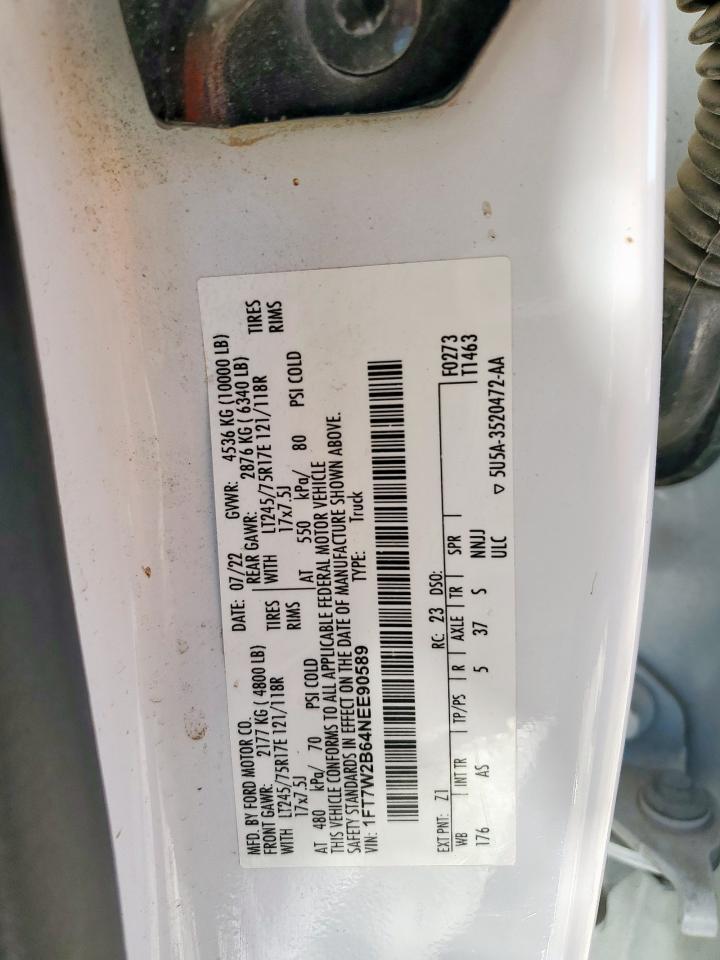 MFD. BY FORD MOTOR CO. DATE: 07/22 GVWR: 4536 KG (10000 LB)
FRONT GAWR: 2177 KG ( 4800 LB) REAR GAWR: 2876 KG ( 6340 LB)
WITH LT245/75R17E 121/118R TIRES WITH LT245/75R17E 121/118R TIRES
17x7.5J RIMS 17x7.5J RIMS
AT 480 kPa/ 70 PSI COLD AT 550 kPa/ 80 PSI COLD
THIS VEHICLE CONFORMS TO ALL APPLICABLE FEDERAL MOTOR VEHICLE
SAFETY STANDARDS IN EFFECT ON THE DATE OF MANUFACTURE SHOWN ABOVE.
VIN: 1FT7W2B64NEE90589 TYPE: Truck
EXT PNT: Z1 RC: 23 DSO: F0273
WB INT TR TP/PS R AXLE TR SPR T1463
176 AS 5 37 S NNJJ
ULC
▽ 5U5A-3520472-AA